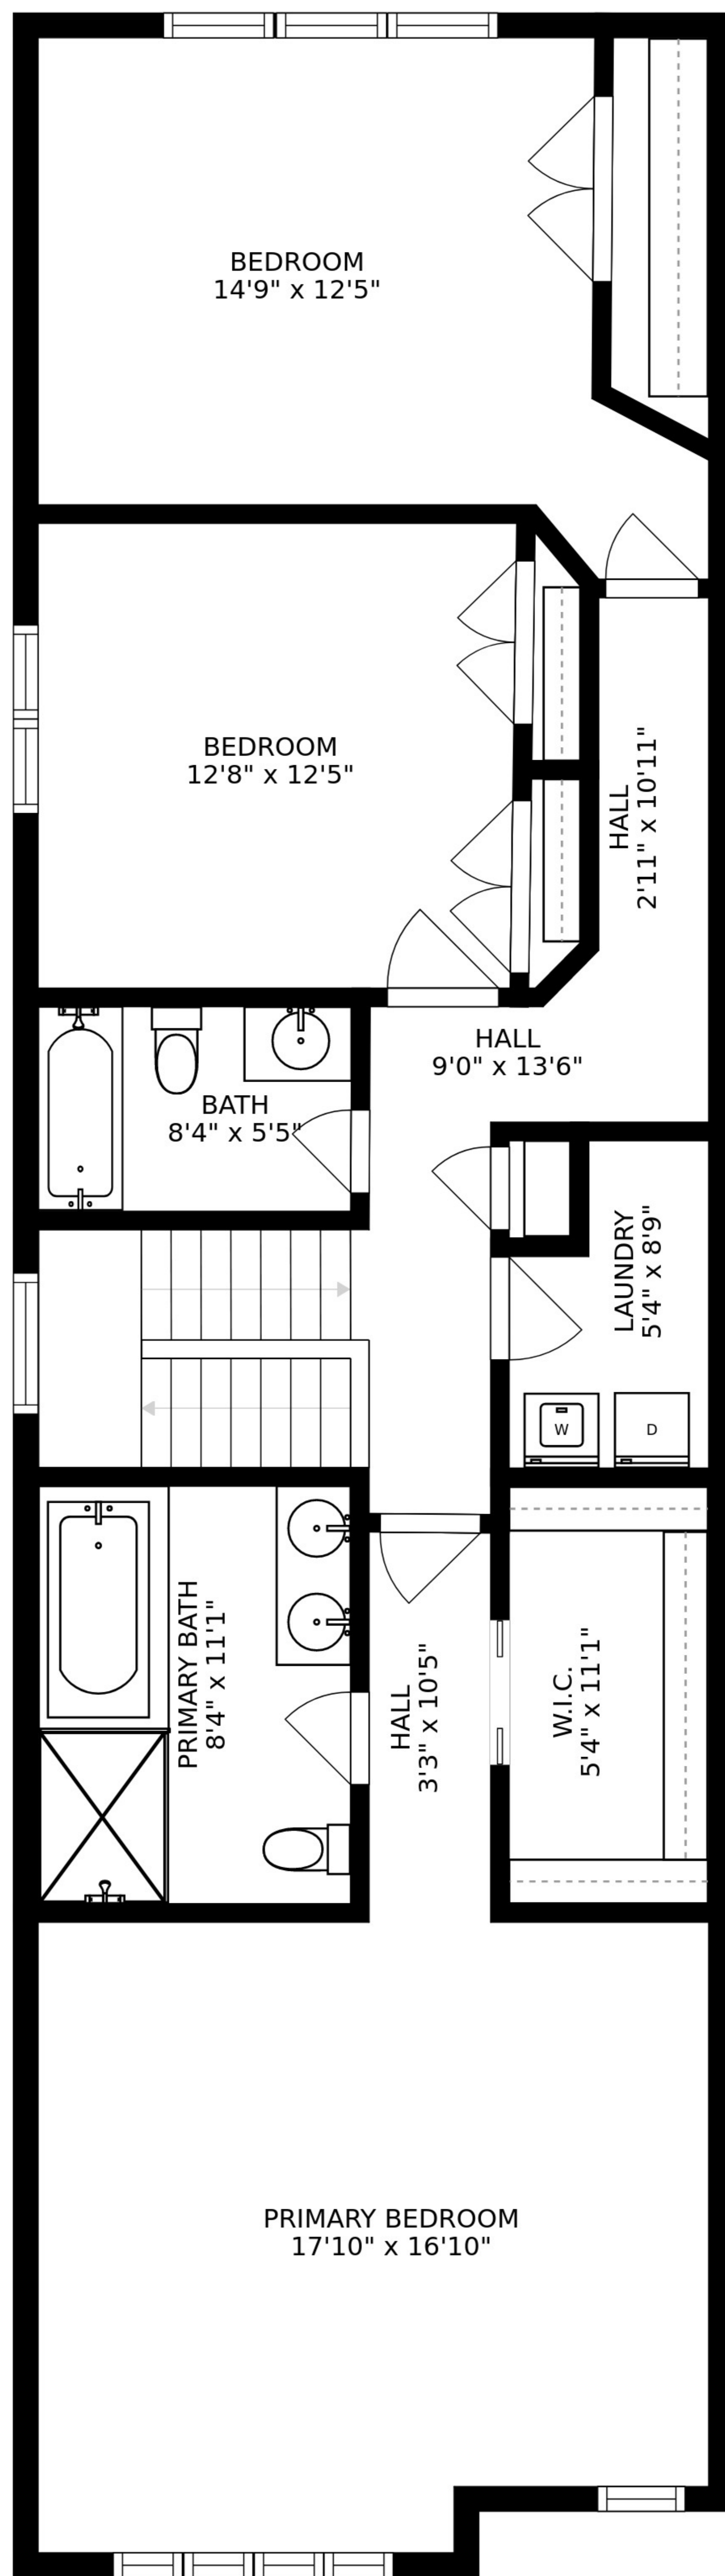 BEDROOM
14'9" x 12'5"
BEDROOM
12'8" x 12'5"
HALL
2'11" x 10'11"
HALL
9'0" x 13'6"
BATH
8'4" x 5'5"
LAUNDRY
5'4" x 8'9"
W
D
PRIMARY BATH
8'4" x 11'1"
HALL
3'3" x 10'5"
W.I.C.
5'4" x 11'1"
PRIMARY BEDROOM
17'10" x 16'10"